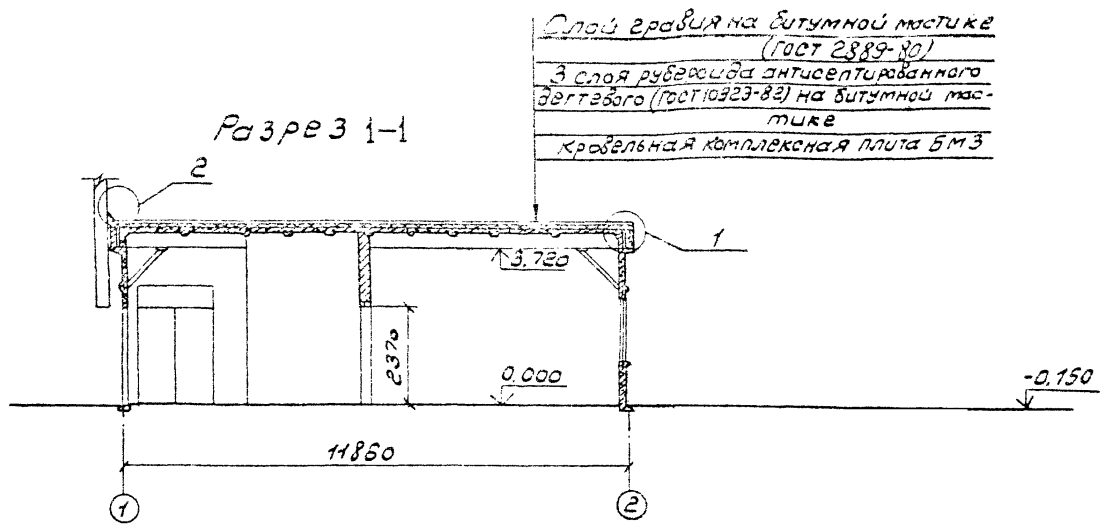 Слой гравия на битумной мастике
(ГОСТ 2889-80)
3 слоя рубероида антисептированного
дегтевого (ГОСТ 10923-82) на битумной мас-
тике
Кровельная комплексная плита БМЗ
Разрез 1-1
2
1
3.720
2370
0.000
-0.150
11860
1
2